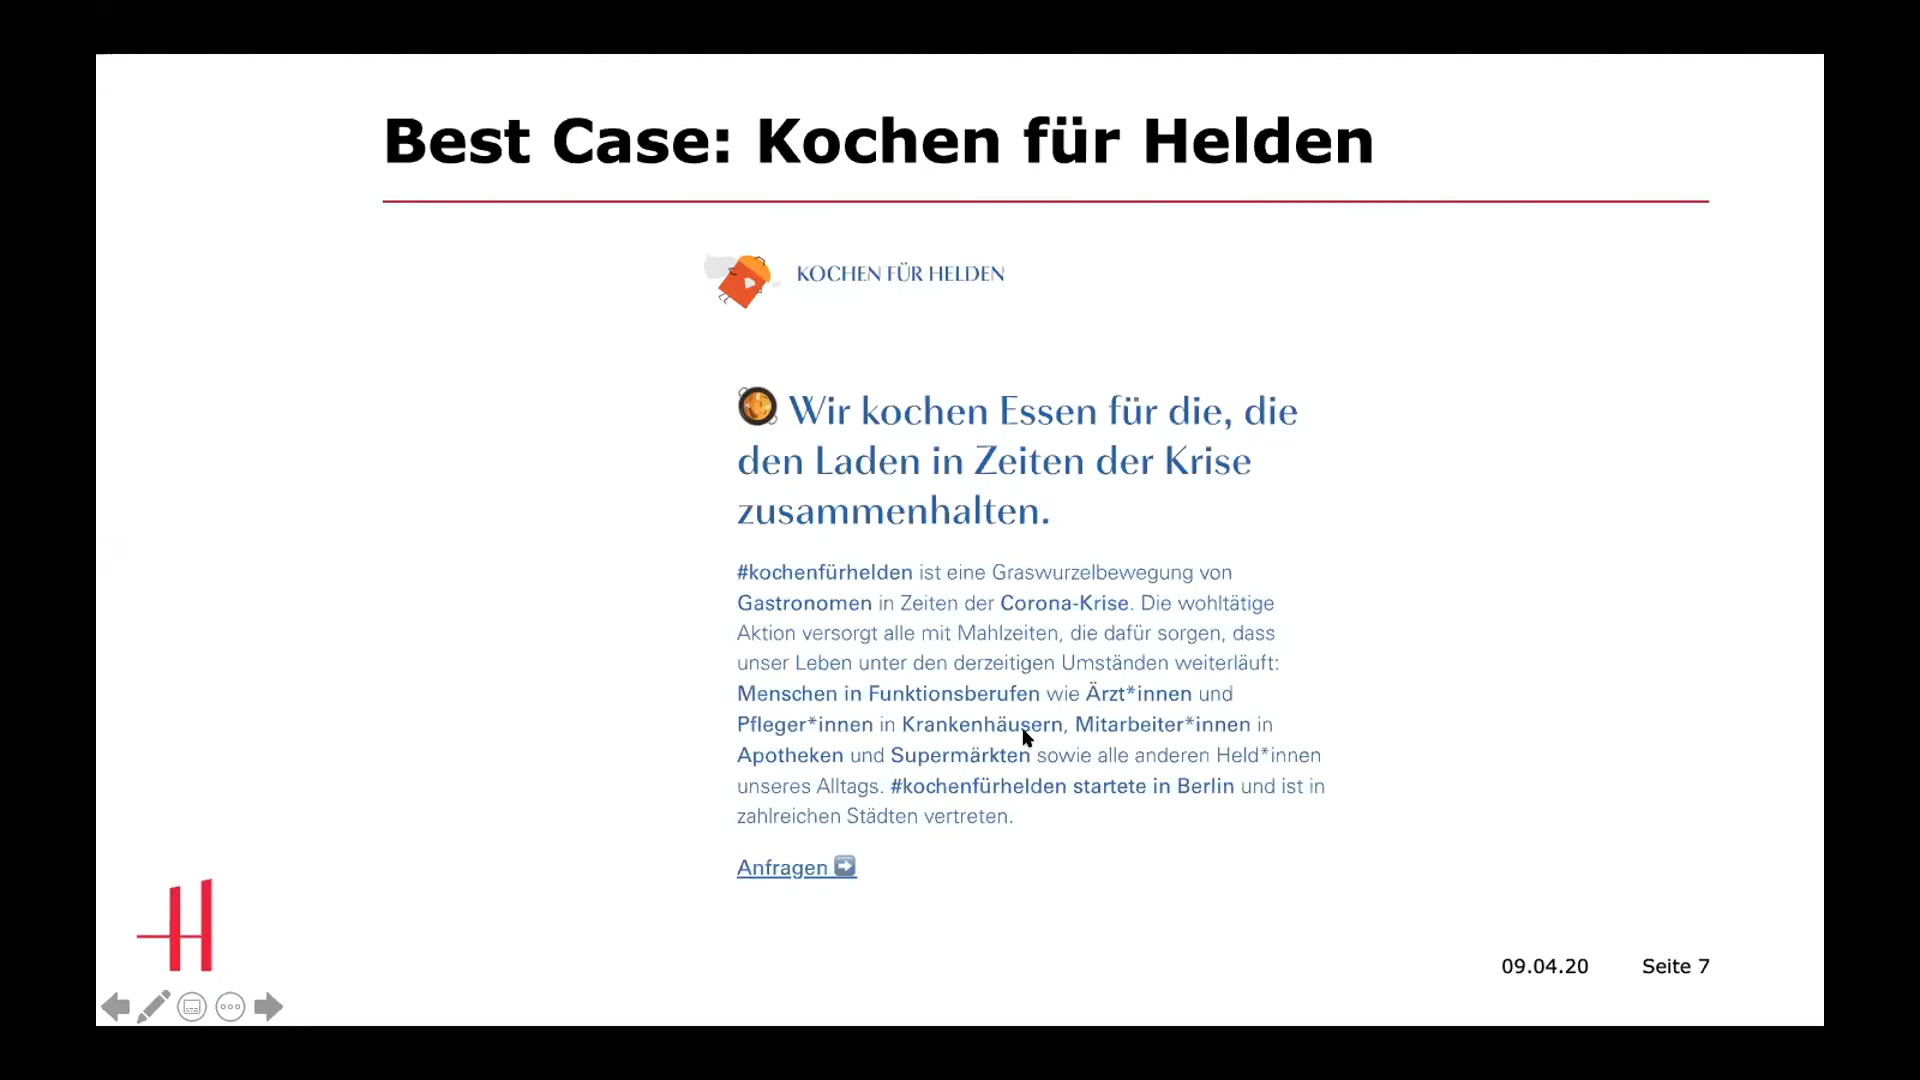 Best Case: Kochen für Helden
KOCHEN FÜR HELDEN
Wir kochen Essen für die, die
den Laden in Zeiten der Krise
zusammenhalten.
#kochenfürhelden ist eine Graswurzelbewegung von
Gastronomen in Zeiten der Corona-Krise. Die wohltätige
Aktion versorgt alle mit Mahlzeiten, die dafür sorgen, dass
unser Leben unter den derzeitigen Umständen weiterläuft:
Menschen in Funktionsberufen wie Ärzt*innen und
Pfleger*innen in Krankenhäusern, Mitarbeiter*innen in
Apotheken und Supermärkten sowie alle anderen Held*innen
unseres Alltags. #kochenfürhelden startete in Berlin und ist in
zahlreichen Städten vertreten.
Anfragen
H
09.04.20 Seite 7